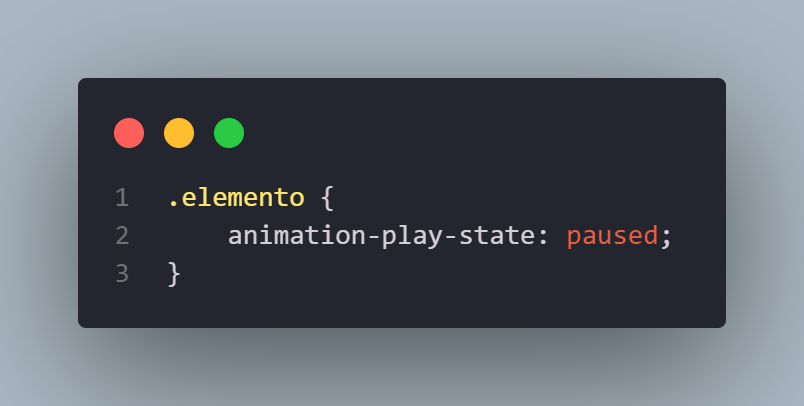 1 .elemento {
2     animation-play-state: paused;
3 }